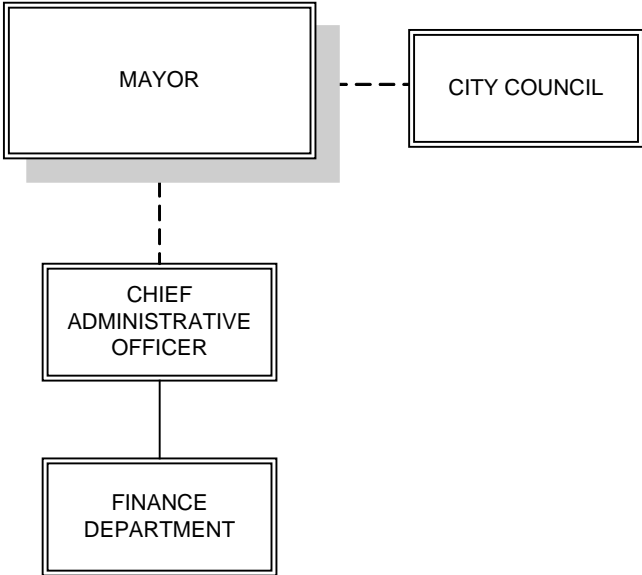 MAYOR
CITY COUNCIL
CHIEF
ADMINISTRATIVE
OFFICER
FINANCE
DEPARTMENT